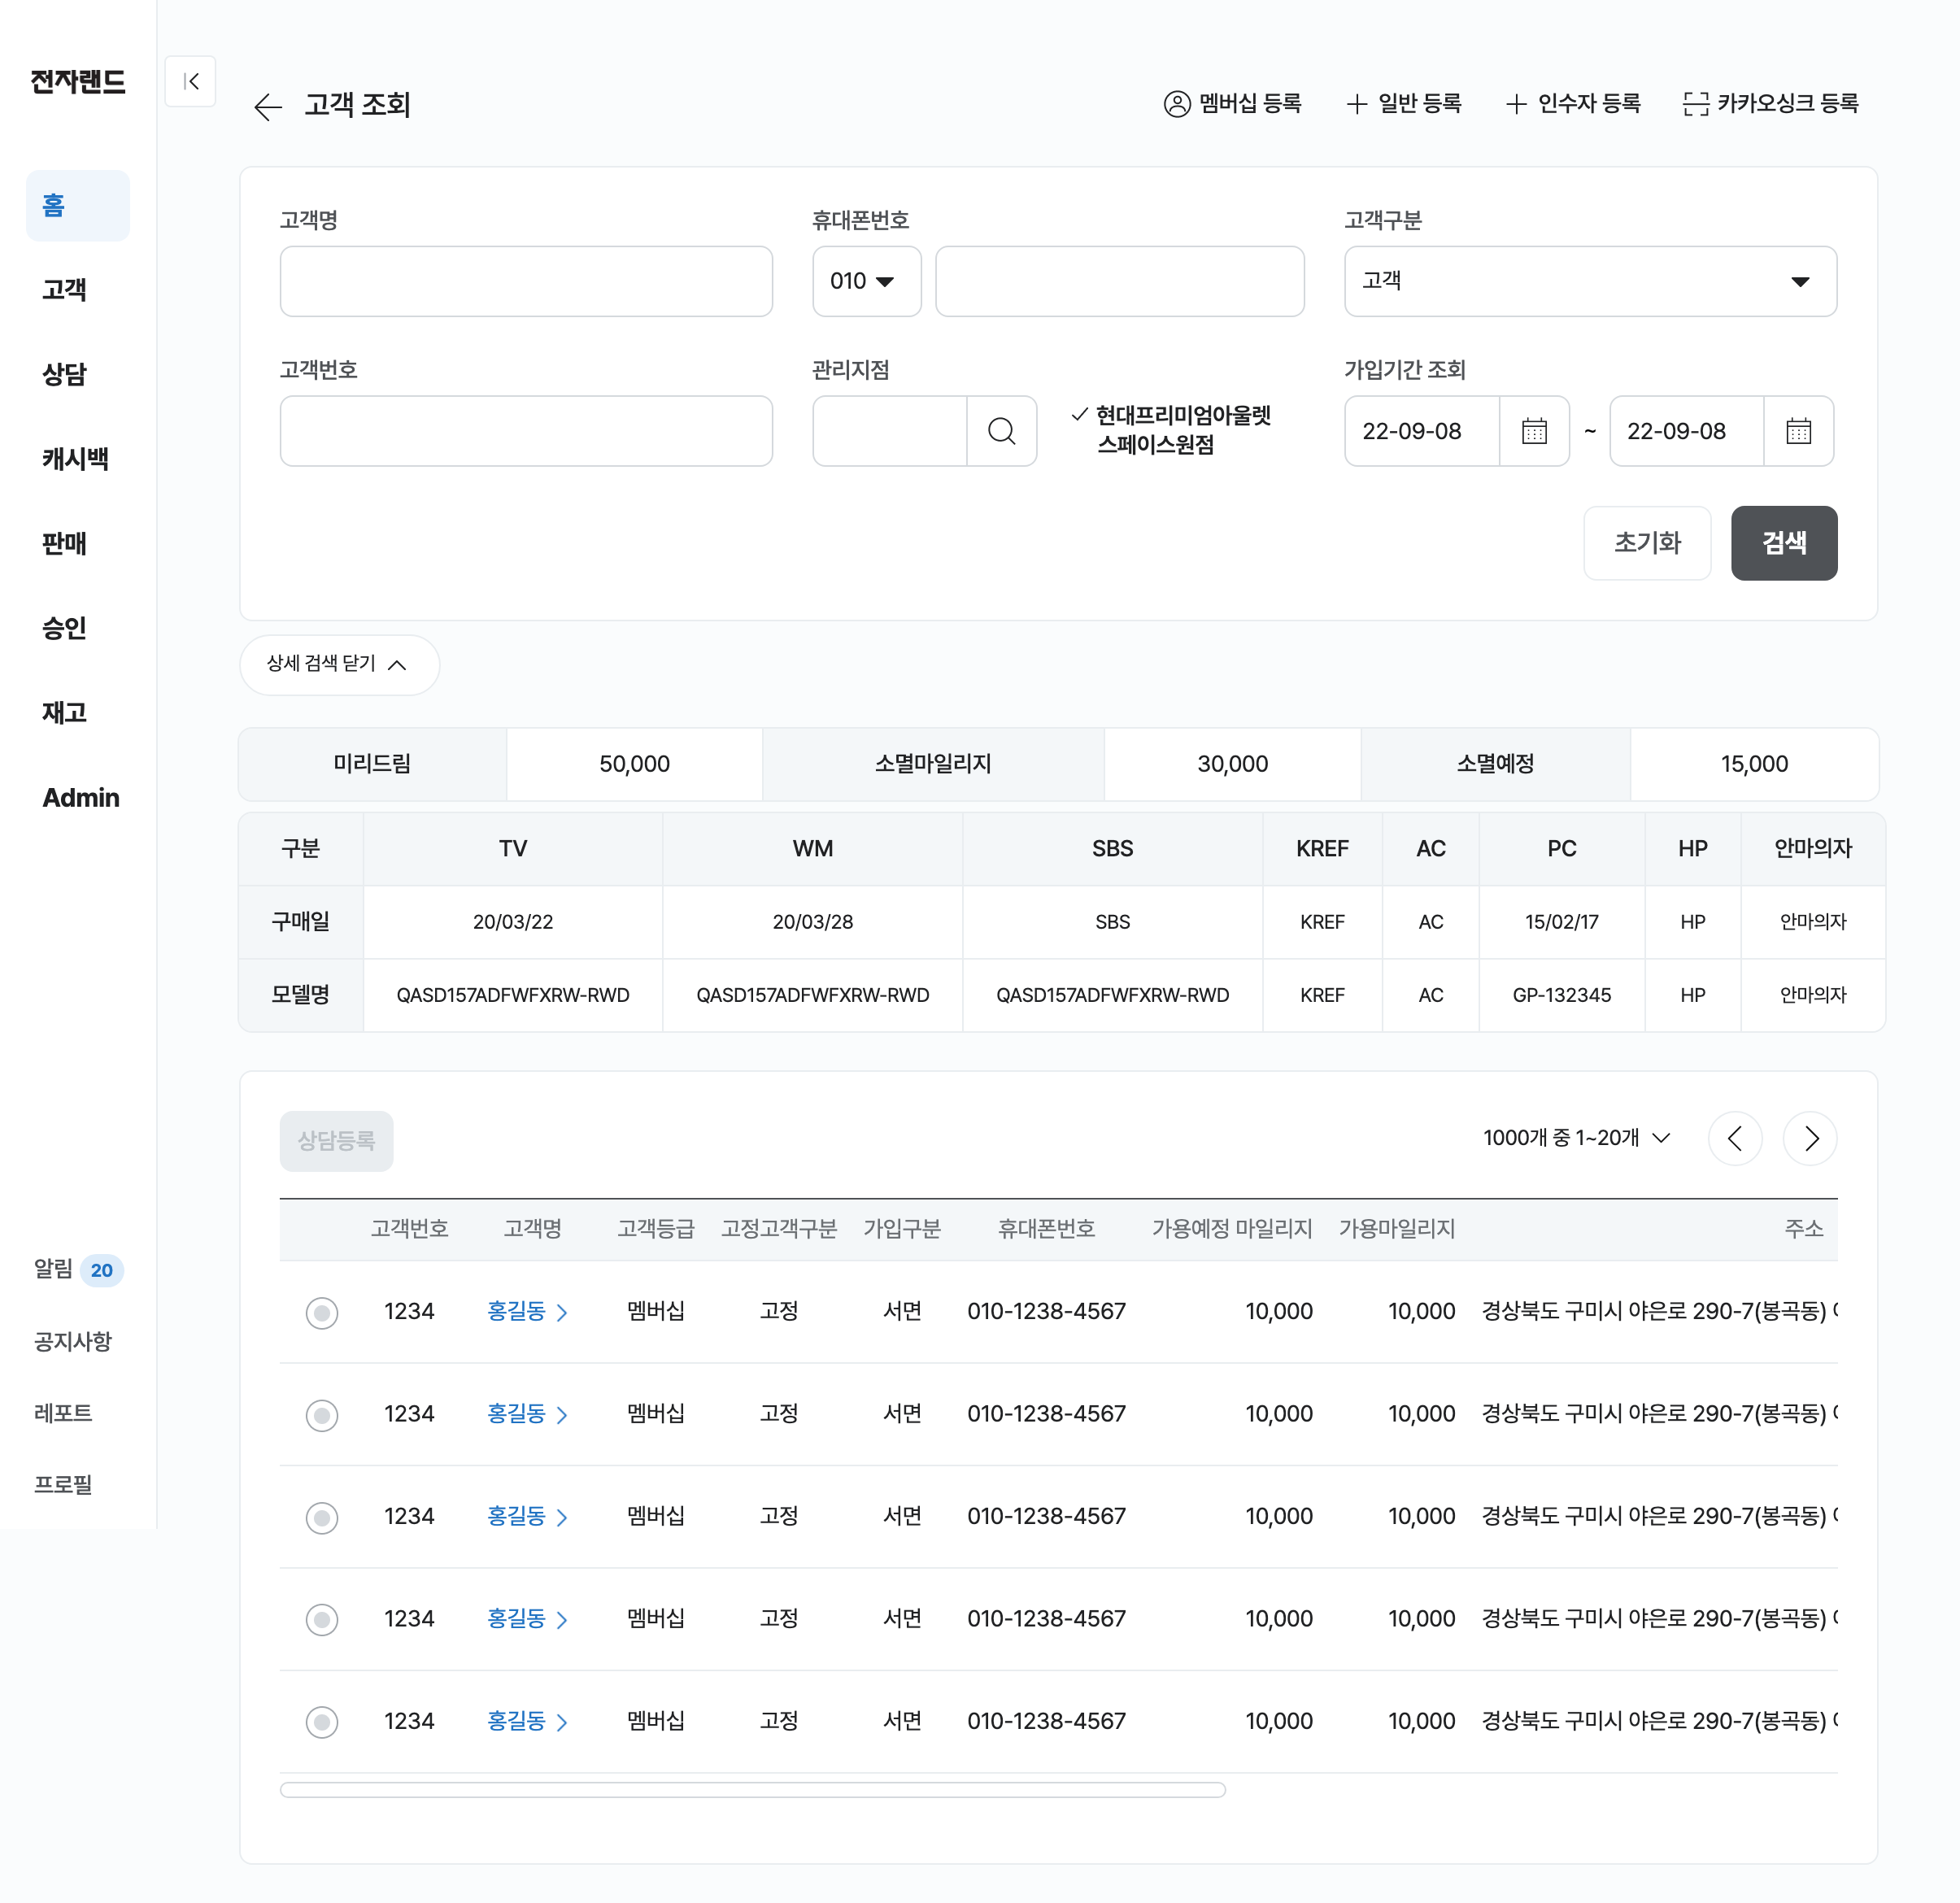 전자랜드
홈
고객
상담
캐시백
판매
승인
재고
Admin
알림 20
공지사항
레포트
프로필
고객 조회
멤버십 등록 일반 등록 인수자 등록 카카오싱크 등록
고객명 휴대폰번호 고객구분
010 고객
고객번호 관리지점 가입기간 조회
현대프리미엄아울렛
스페이스원점
22-09-08 ~ 22-09-08
초기화 검색
상세 검색 닫기
미리드림 50,000 소멸마일리지 30,000 소멸예정 15,000
구분 TV WM SBS KREF AC PC HP 안마의자
구매일 20/03/22 20/03/28 SBS KREF AC 15/02/17 HP 안마의자
모델명 QASD157ADFWFXRW-RWD QASD157ADFWFXRW-RWD QASD157ADFWFXRW-RWD KREF AC GP-132345 HP 안마의자
상담등록 1000개 중 1~20개
고객번호 고객명 고객등급 고정고객구분 가입구분 휴대폰번호 가용예정 마일리지 가용마일리지 주소
1234 홍길동 멤버십 고정 서면 010-1238-4567 10,000 10,000 경상북도 구미시 야은로 290-7(봉곡동)
1234 홍길동 멤버십 고정 서면 010-1238-4567 10,000 10,000 경상북도 구미시 야은로 290-7(봉곡동)
1234 홍길동 멤버십 고정 서면 010-1238-4567 10,000 10,000 경상북도 구미시 야은로 290-7(봉곡동)
1234 홍길동 멤버십 고정 서면 010-1238-4567 10,000 10,000 경상북도 구미시 야은로 290-7(봉곡동)
1234 홍길동 멤버십 고정 서면 010-1238-4567 10,000 10,000 경상북도 구미시 야은로 290-7(봉곡동)